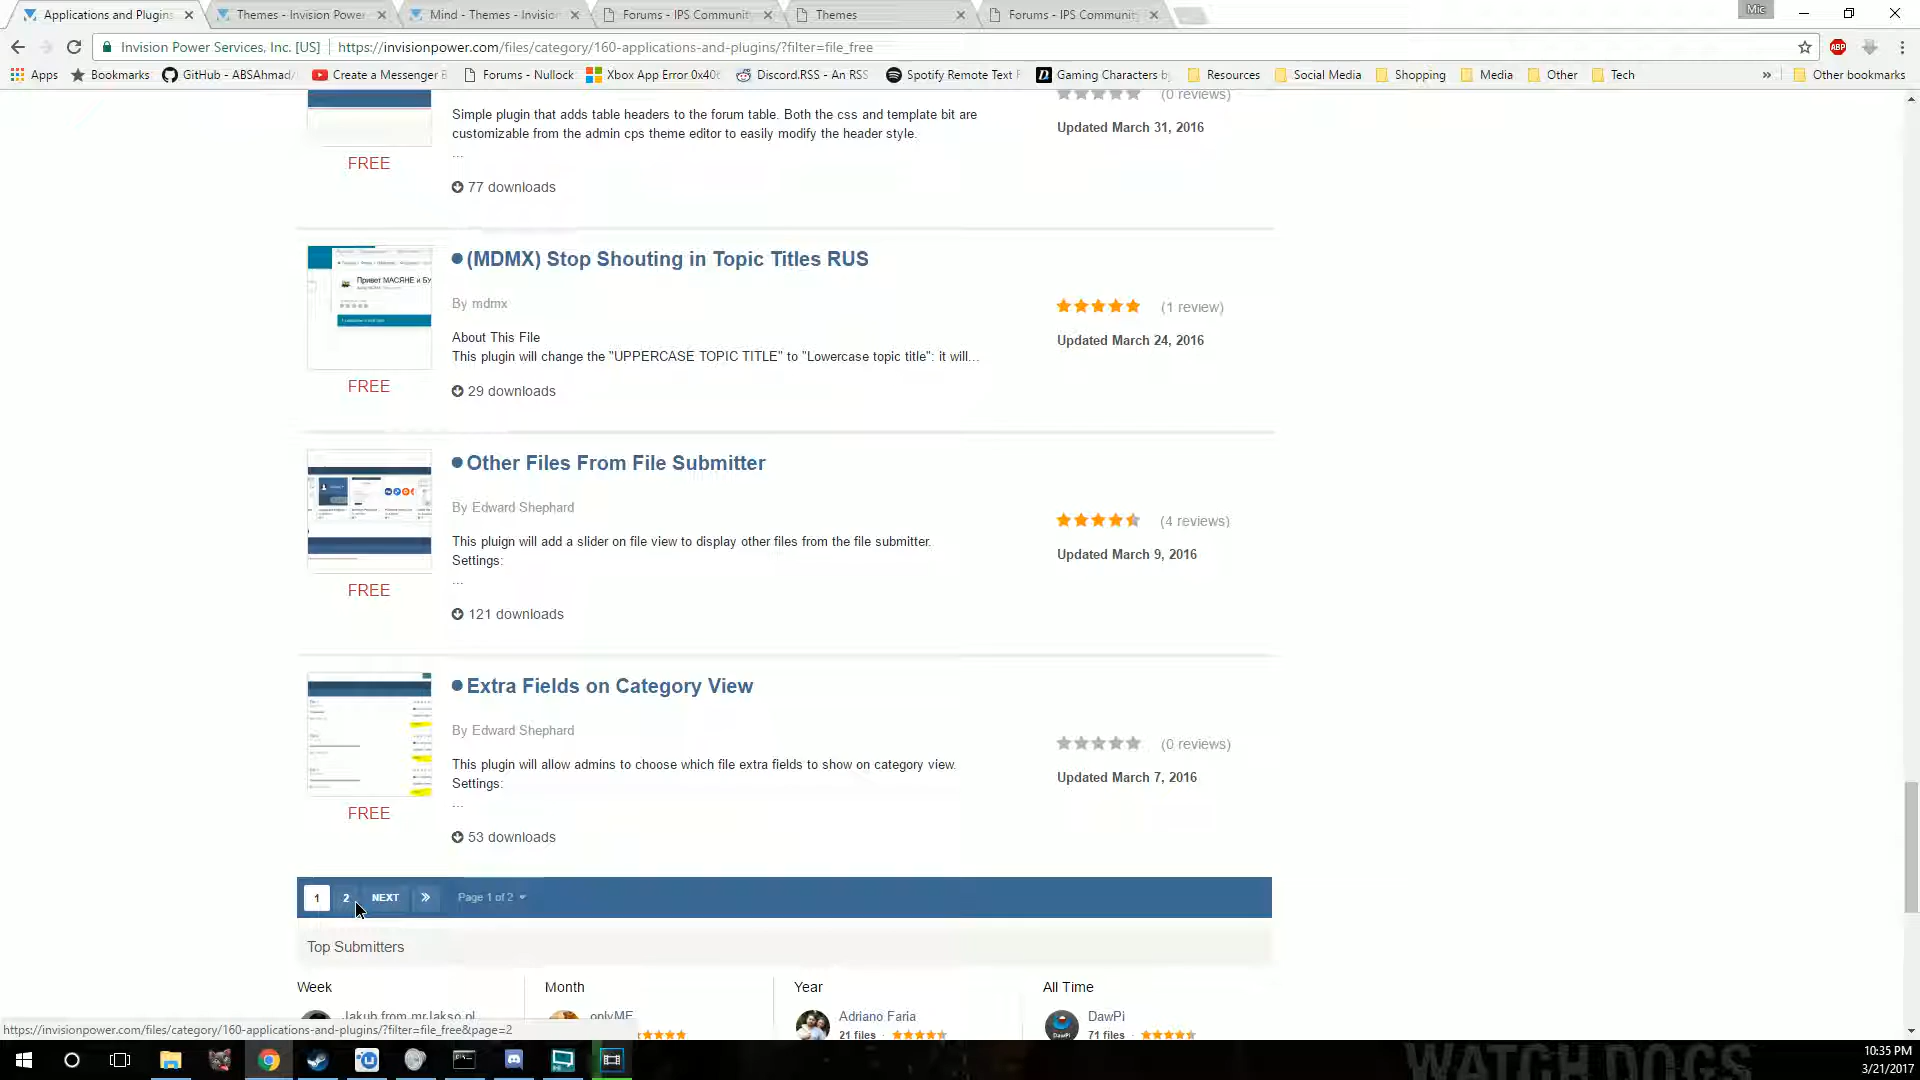 Applications and Plugins
Themes - Invision Power
Mind - Themes - Invision
Forums - IPS Communit
Themes
Forums - IPS Communit
Mic
Invision Power Services, Inc. [US]
https://invisionpower.com/files/category/160-applications-and-plugins/?filter=file_free
ABP
Apps
Bookmarks
GitHub - ABSAhmad/
Create a Messenger B
Forums - Nullock
Xbox App Error 0x40
Discord.RSS - An RSS
Spotify Remote Text F
Gaming Characters by
Resources
Social Media
Shopping
Media
Other
Tech
»
Other bookmarks
(0 reviews)
Simple plugin that adds table headers to the forum table. Both the css and template bit are
customizable from the admin cps theme editor to easily modify the header style.
...
Updated March 31, 2016
FREE
77 downloads
(MDMX) Stop Shouting in Topic Titles RUS
By mdmx
(1 review)
About This File
This plugin will change the "UPPERCASE TOPIC TITLE" to "Lowercase topic title": it will...
Updated March 24, 2016
FREE
29 downloads
Other Files From File Submitter
By Edward Shephard
(4 reviews)
This pluign will add a slider on file view to display other files from the file submitter.
Settings:
...
Updated March 9, 2016
FREE
121 downloads
Extra Fields on Category View
By Edward Shephard
(0 reviews)
This plugin will allow admins to choose which file extra fields to show on category view.
Settings:
...
Updated March 7, 2016
FREE
53 downloads
1 2 NEXT » Page 1 of 2
Top Submitters
Week
Month
Year
All Time
Jakub from mrJakso.pl
onlyME
Adriano Faria
21 files
DawPi
71 files
https://invisionpower.com/files/category/160-applications-and-plugins/?filter=file_free&page=2
WATCH DOGS
10:35 PM
3/21/2017